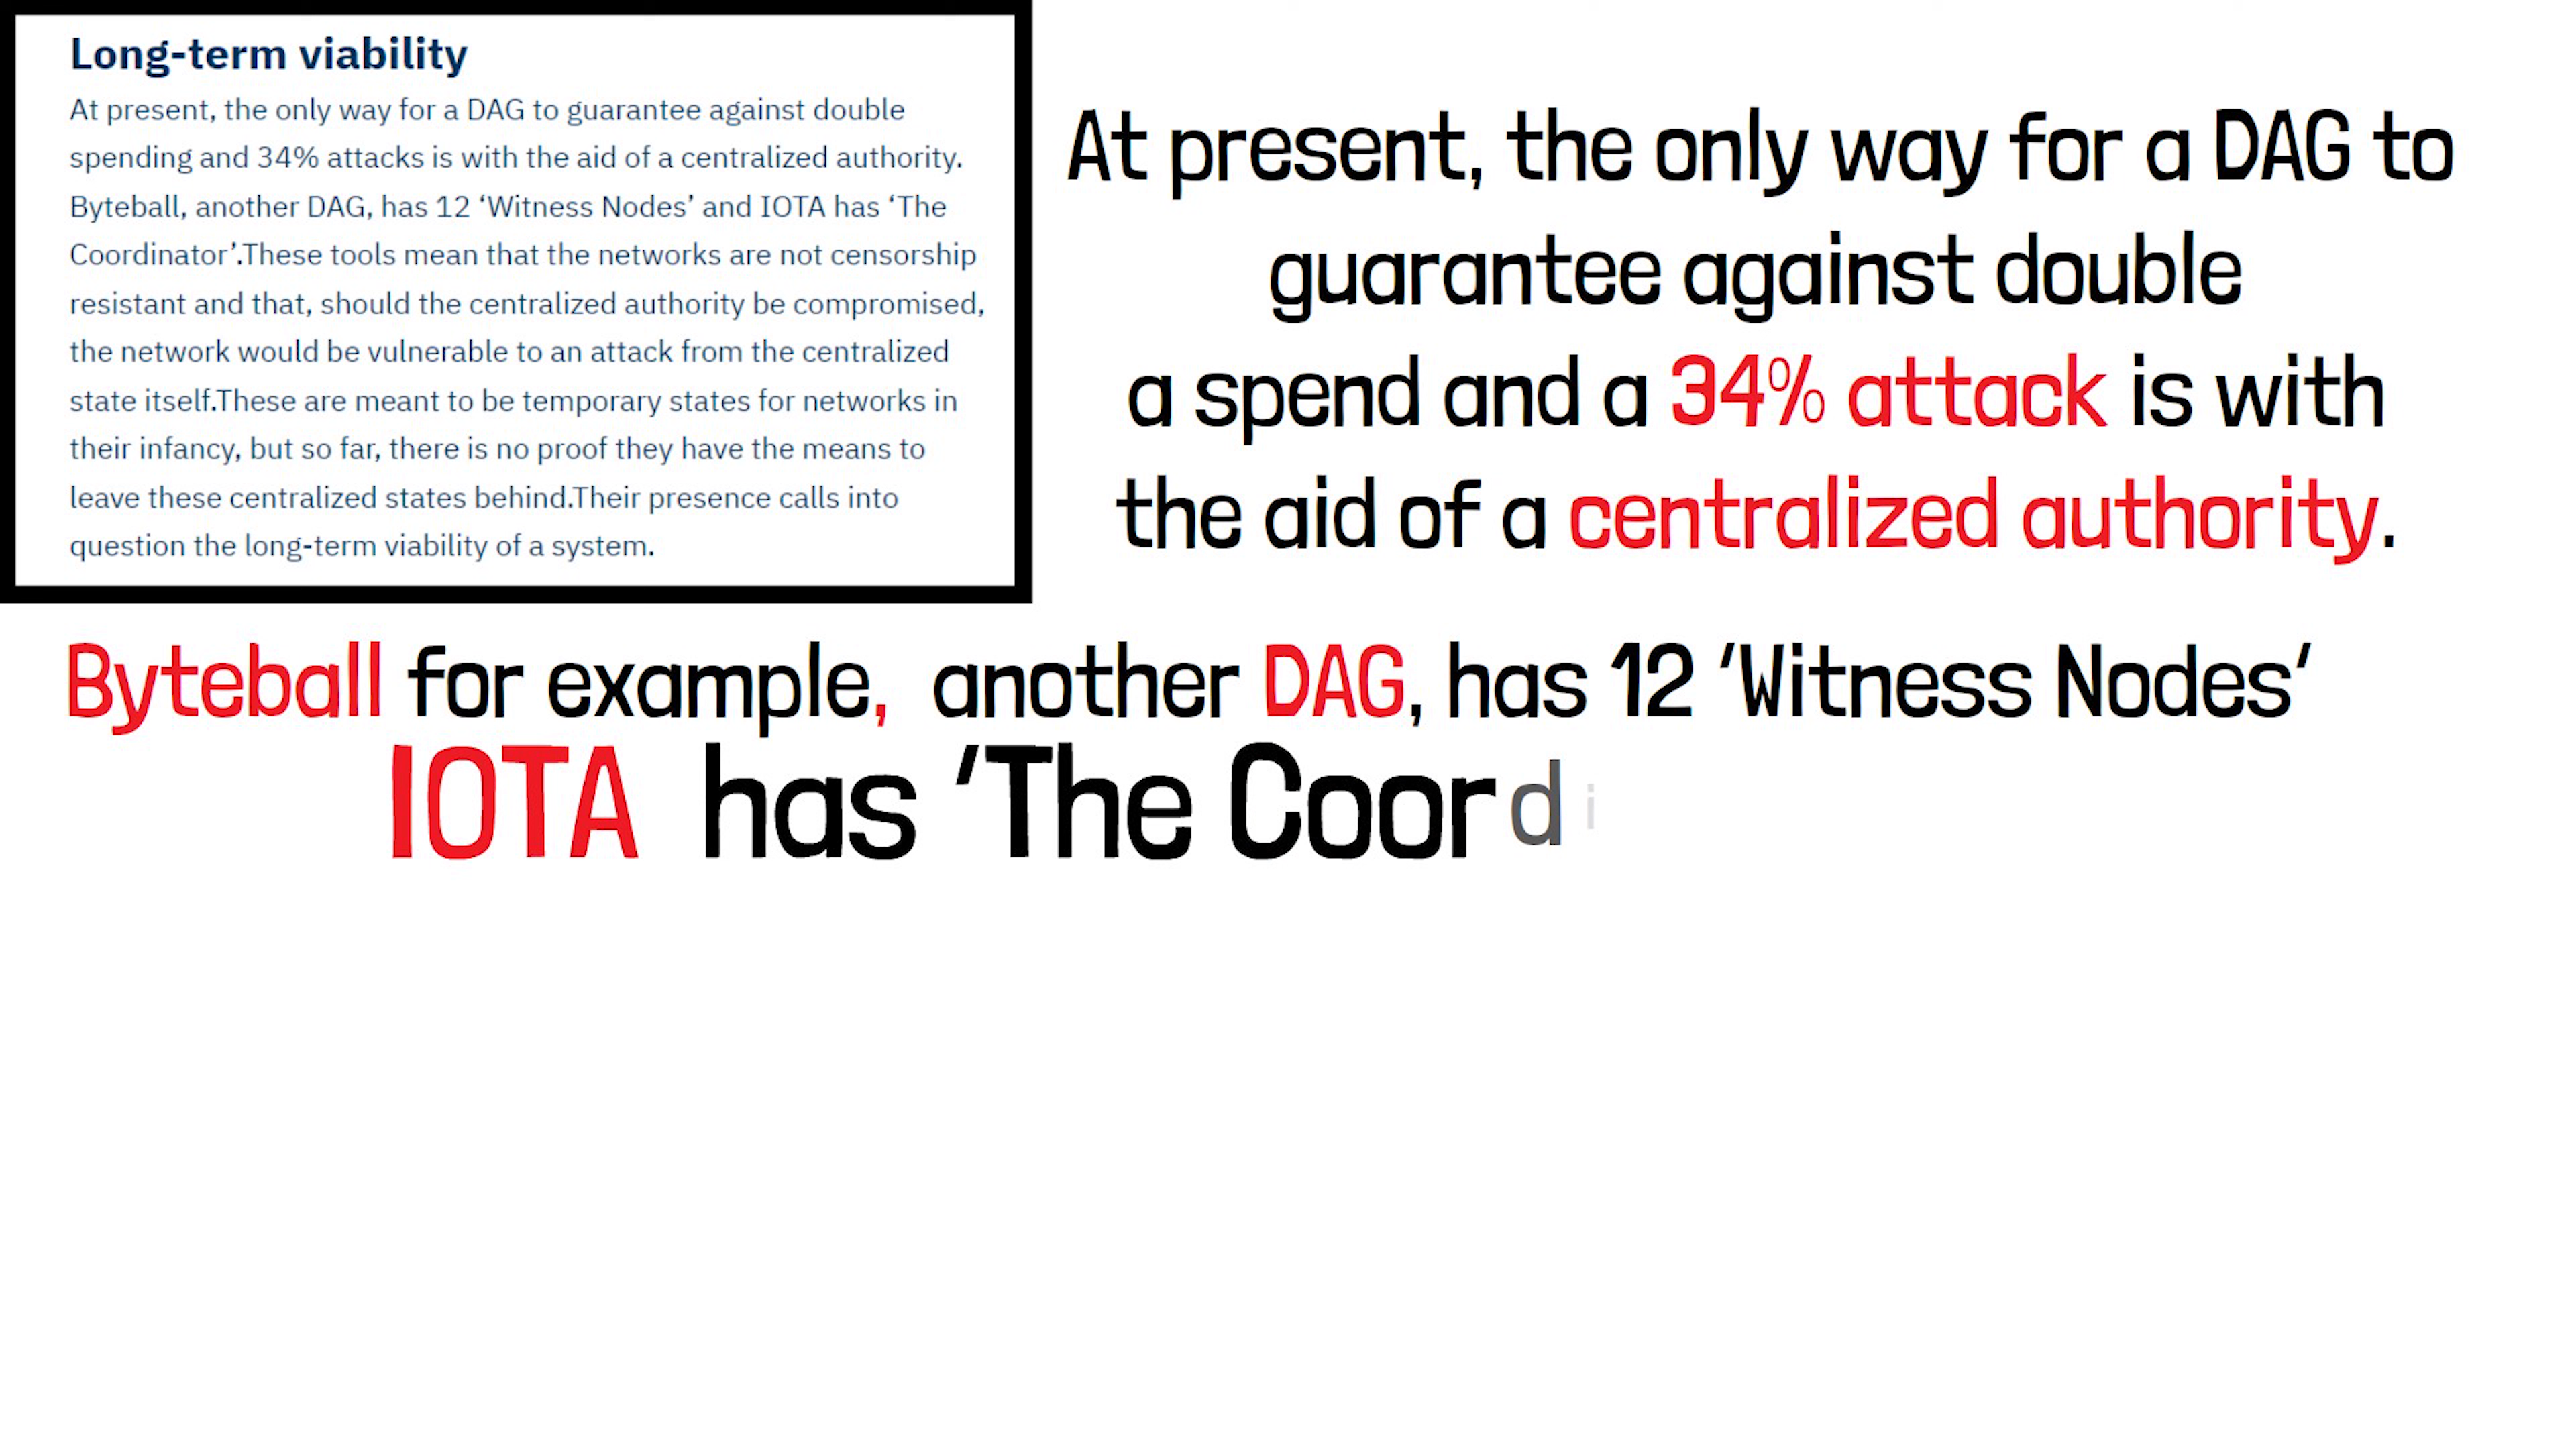 Long-term viability
At present, the only way for a DAG to guarantee against double
spending and 34% attacks is with the aid of a centralized authority.
Byteball, another DAG, has 12 ‘Witness Nodes’ and IOTA has ‘The
Coordinator’.These tools mean that the networks are not censorship
resistant and that, should the centralized authority be compromised,
the network would be vulnerable to an attack from the centralized
state itself.These are meant to be temporary states for networks in
their infancy, but so far, there is no proof they have the means to
leave these centralized states behind.Their presence calls into
question the long-term viability of a system.
At present, the only way for a DAG to
guarantee against double
a spend and a 34% attack is with
the aid of a centralized authority.
Byteball for example, another DAG, has 12 'Witness Nodes'
IOTA has 'The Coordi